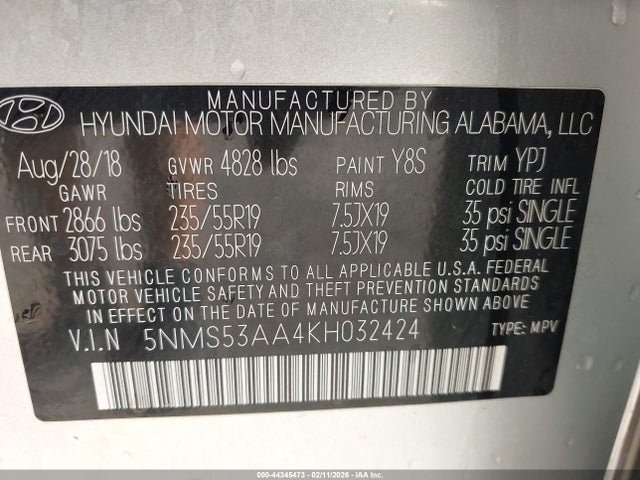 MANUFACTURED BY
HYUNDAI MOTOR MANUFACTURING ALABAMA, LLC
Aug/28/18 GVWR 4828 lbs PAINT Y8S TRIM YPJ
GAWR TIRES RIMS COLD TIRE INFL
FRONT 2866 lbs 235/55R19 7.5JX19 35 psi SINGLE
REAR 3075 lbs 235/55R19 7.5JX19 35 psi SINGLE
THIS VEHICLE CONFORMS TO ALL APPLICABLE U.S.A. FEDERAL
MOTOR VEHICLE SAFETY AND THEFT PREVENTION STANDARDS
IN EFFECT ON THE DATE OF MANUFACTURE SHOWN ABOVE.
V.I.N 5NMS53AA4KH032424 TYPE: MPV
000-44345473 - 02/11/2026 - IAA Inc.